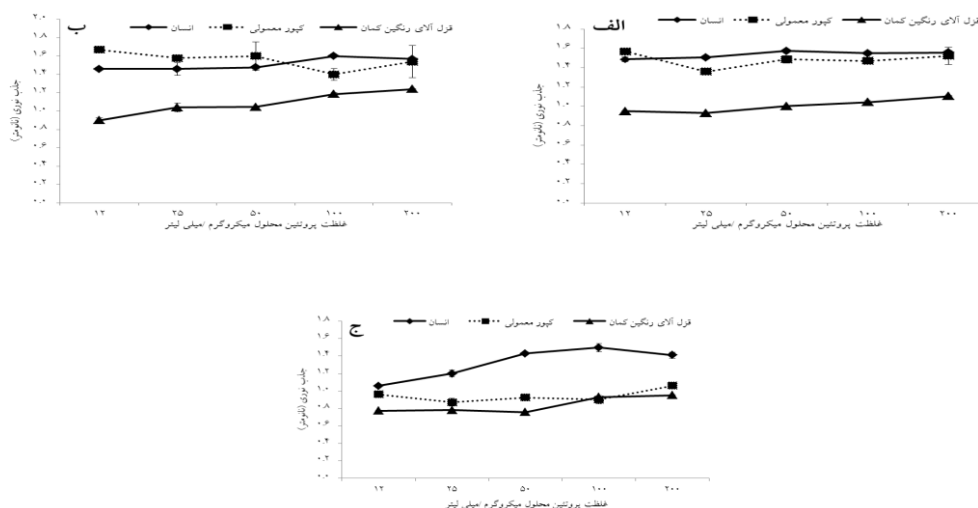 الف
انسان
کپور معمولی
قزل آلای رنگین کمان
جذب نوری (نانومتر)
۱.۸
۱.۶
۱.۴
۱.۲
۱.۰
۰.۸
۰.۶
۰.۴
۰.۲
۰.۰
۱۲ ۲۵ ۵۰ ۱۰۰ ۲۰۰
غلظت پروتئین محلول میکروگرم /میلی لیتر
ب
انسان
کپور معمولی
قزل آلای رنگین کمان
جذب نوری (نانومتر)
۲.۰
۱.۸
۱.۶
۱.۴
۱.۲
۱.۰
۰.۸
۰.۶
۰.۴
۰.۲
۰.۰
۱۲ ۲۵ ۵۰ ۱۰۰ ۲۰۰
غلظت پروتئین محلول میکروگرم /میلی لیتر
ج
انسان
کپور معمولی
قزل آلای رنگین کمان
جذب نوری (نانومتر)
۱.۸
۱.۶
۱.۴
۱.۲
۱.۰
۰.۸
۰.۶
۰.۴
۰.۲
۰.۰
۱۲ ۲۵ ۵۰ ۱۰۰ ۲۰۰
غلظت پروتئین محلول میکروگرم /میلی لیتر